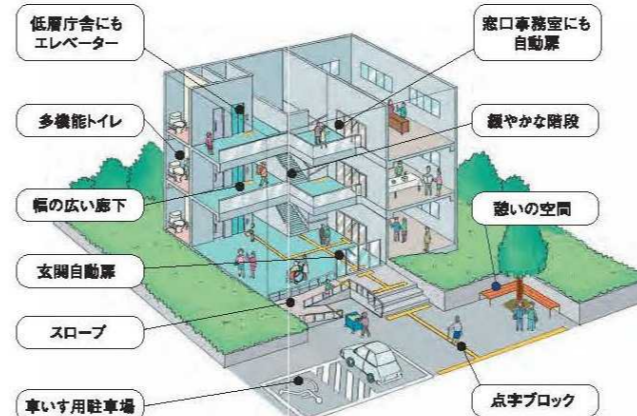 低層庁舎にも
エレベーター
窓口事務室にも
自動扉
多機能トイレ
緩やかな階段
幅の広い廊下
憩いの空間
玄関自動扉
スロープ
車いす用駐車場
点字ブロック